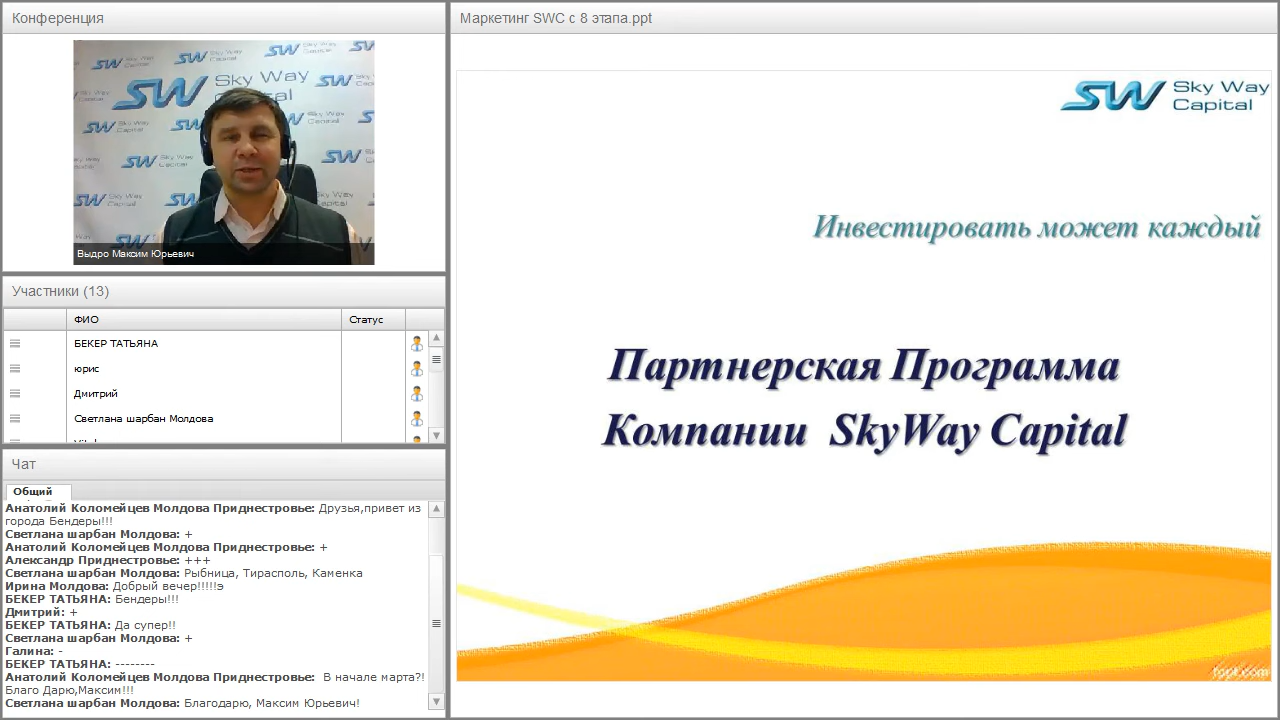 Конференция
Sky Way
Capital
Выдро Максим Юрьевич
Участники (13)
ФИО
Статус
БЕКЕР ТАТЬЯНА
юрис
Дмитрий
Светлана шарбан Молдова
Чат
Общий
Анатолий Коломейцев Молдова Приднестровье: Друзья,привет из
города Бендеры!!!
Светлана шарбан Молдова: +
Анатолий Коломейцев Молдова Приднестровье: +
Александр Приднестровье: +++
Светлана шарбан Молдова: Рыбница, Тирасполь, Каменка
Ирина Молдова: Добрый вечер!!!!!э
БЕКЕР ТАТЬЯНА: Бендеры!!!
Дмитрий: +
БЕКЕР ТАТЬЯНА: Да супер!!
Светлана шарбан Молдова: +
Галина: -
БЕКЕР ТАТЬЯНА: --------
Анатолий Коломейцев Молдова Приднестровье: В начале марта?!
Благо Дарю,Максим!!!
Светлана шарбан Молдова: Благодарю, Максим Юрьевич!
Маркетинг SWC с 8 этапа.ppt
SW Sky Way
Capital
Инвестировать может каждый
Партнерская Программа
Компании SkyWay Capital